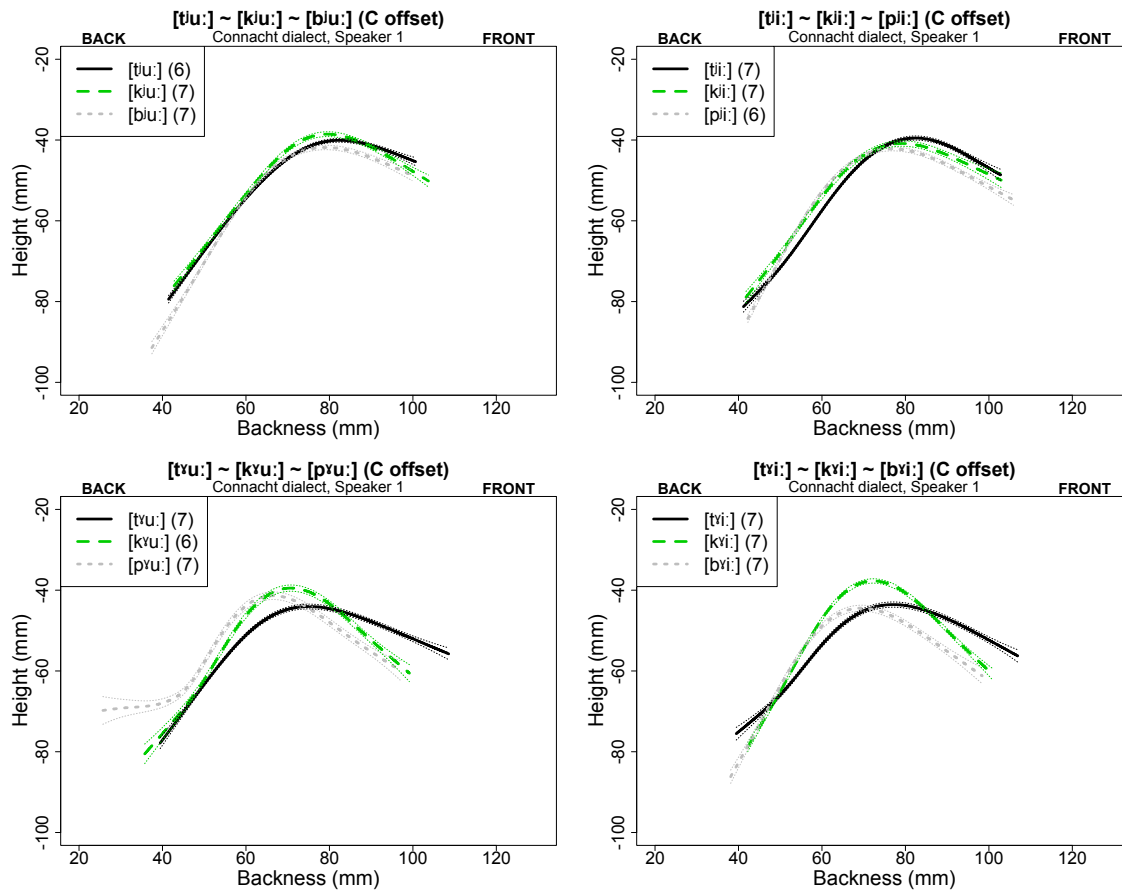 [tʲuː] ~ [kʲuː] ~ [bʲuː] (C offset)
BACK Connacht dialect, Speaker 1 FRONT
[tʲuː] (6)
[kʲuː] (7)
[bʲuː] (7)
Height (mm)
-20
40
-60
-80
-100
20 40 60 80 100 120
Backness (mm)
[tʲiː] ~ [kʲiː] ~ [pʲiː] (C offset)
BACK Connacht dialect, Speaker 1 FRONT
[tʲiː] (7)
[kʲiː] (7)
[pʲiː] (6)
Height (mm)
-20
40
-60
-80
-100
20 40 60 80 100 120
Backness (mm)
[tˠuː] ~ [kˠuː] ~ [pˠuː] (C offset)
BACK Connacht dialect, Speaker 1 FRONT
[tˠuː] (7)
[kˠuː] (6)
[pˠuː] (7)
Height (mm)
-20
40
-60
-80
-100
20 40 60 80 100 120
Backness (mm)
[tˠiː] ~ [kˠiː] ~ [bˠiː] (C offset)
BACK Connacht dialect, Speaker 1 FRONT
[tˠiː] (7)
[kˠiː] (7)
[bˠiː] (7)
Height (mm)
-20
40
-60
-80
-100
20 40 60 80 100 120
Backness (mm)